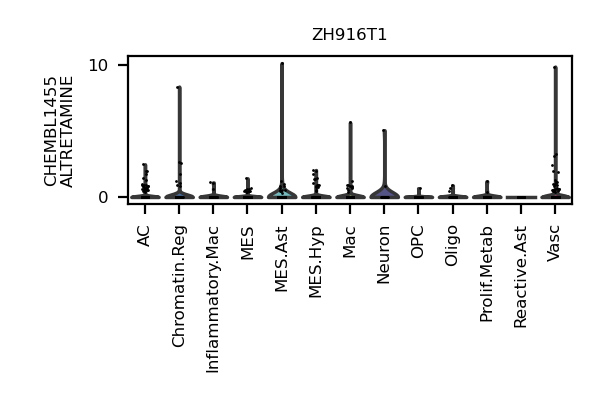 ZH916T1
CHEMBL1455
ALTRETAMINE
10
0
AC
Chromatin.Reg
Inflammatory.Mac
MES
MES.Ast
MES.Hyp
Mac
Neuron
OPC
Oligo
Prolif.Metab
Reactive.Ast
Vasc